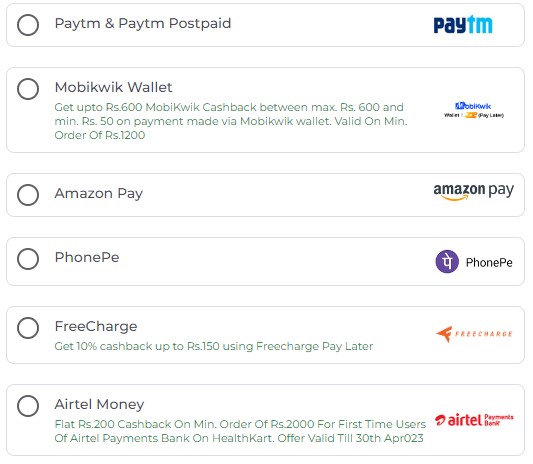 Paytm & Paytm Postpaid
paytm
Mobikwik Wallet
Get upto Rs.600 MobiKwik Cashback between max. Rs. 600 and
min. Rs. 50 on payment made via Mobikwik wallet. Valid On Min.
Order Of Rs.1200
MobiKwik
Wallet | ZIP (Pay Later)
Amazon Pay
amazon pay
PhonePe
पे PhonePe
FreeCharge
Get 10% cashback up to Rs.150 using Freecharge Pay Later
FREECHARGE
Airtel Money
Flat Rs.200 Cashback On Min. Order Of Rs.2000 For First Time Users
Of Airtel Payments Bank On HealthKart. Offer Valid Till 30th Apr023
airtel Payments
Bank